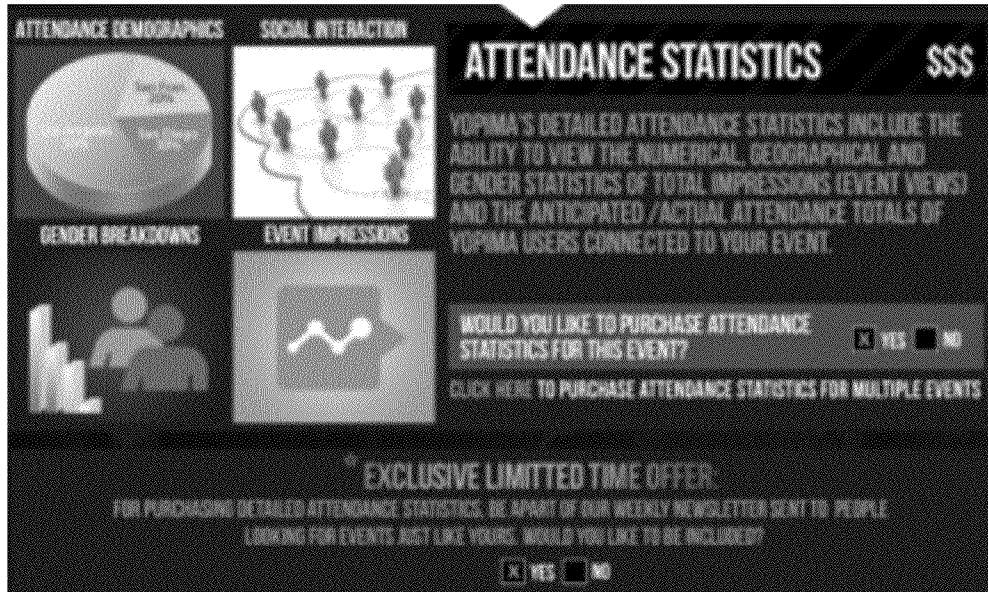 ATTENDANCE DEMOGRAPHICS
SOCIAL INTERACTION
GENDER BREAKDOWNS
EVENT IMPRESSIONS
ATTENDANCE STATISTICS $$$
YOPIMA'S DETAILED ATTENDANCE STATISTICS INCLUDE THE
ABILITY TO VIEW THE NUMERICAL, GEOGRAPHICAL AND
GENDER STATISTICS OF TOTAL IMPRESSIONS (EVENT VIEWS)
AND THE ANTICIPATED /ACTUAL ATTENDANCE TOTALS OF
YOPIMA USERS CONNECTED TO YOUR EVENT.
WOULD YOU LIKE TO PURCHASE ATTENDANCE
STATISTICS FOR THIS EVENT?
X YES NO
CLICK HERE TO PURCHASE ATTENDANCE STATISTICS FOR MULTIPLE EVENTS
* EXCLUSIVE LIMITTED TIME OFFER:
FOR PURCHASING DETAILED ATTENDANCE STATISTICS, BE APART OF OUR WEEKLY NEWSLETTER SENT TO PEOPLE
LOOKING FOR EVENTS JUST LIKE YOURS. WOULD YOU LIKE TO BE INCLUDED?
X YES NO